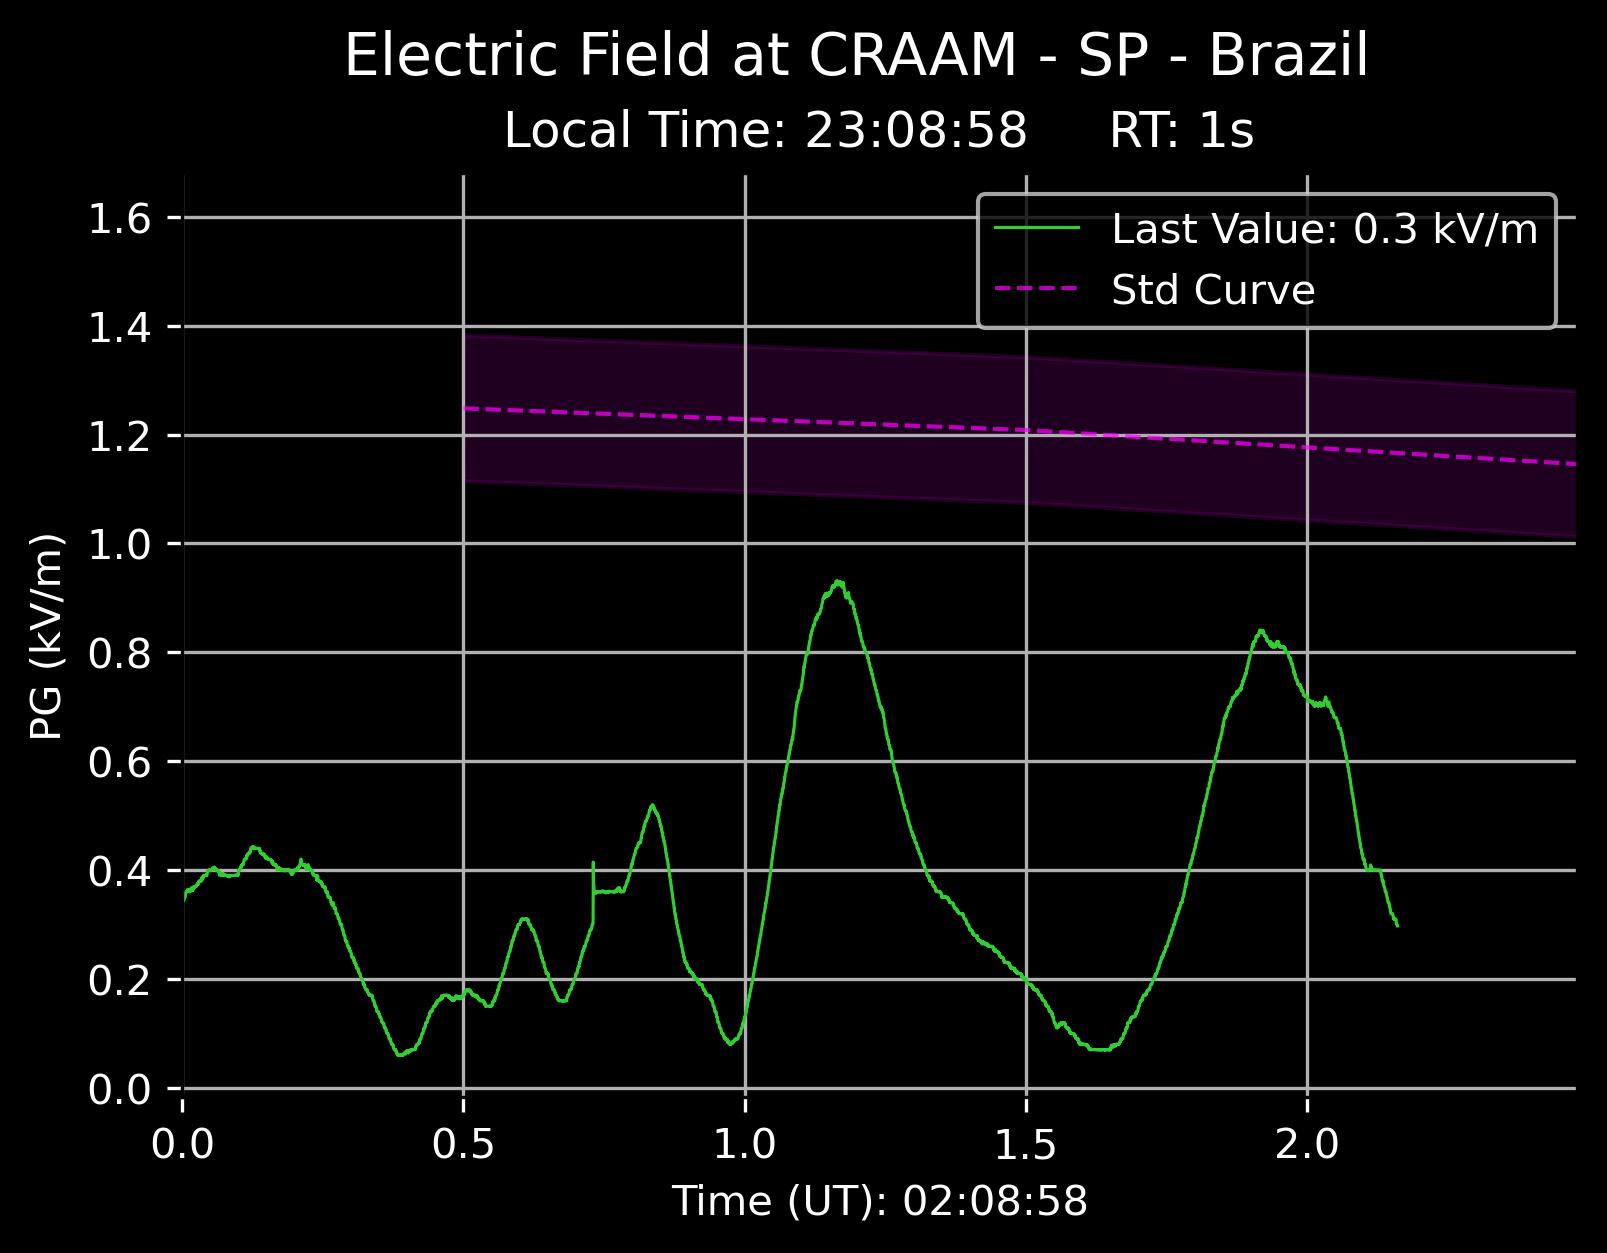 Electric Field at CRAAM - SP - Brazil
Local Time: 23:08:58 RT: 1s
Last Value: 0.3 kV/m
Std Curve
PG (kV/m)
1.6
1.4
1.2
1.0
0.8
0.6
0.4
0.2
0.0
0.0 0.5 1.0 1.5 2.0
Time (UT): 02:08:58